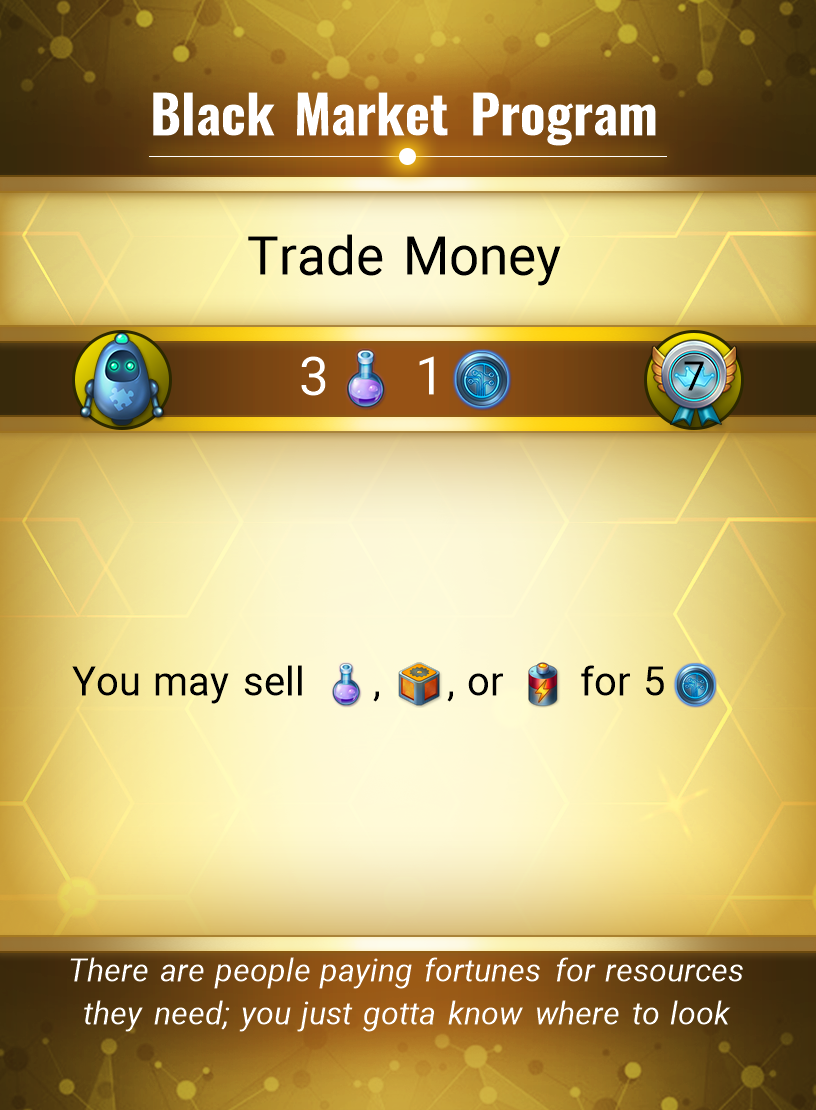 Black Market Program
Trade Money
3 1 7
You may sell , , or for 5
There are people paying fortunes for resources
they need; you just gotta know where to look